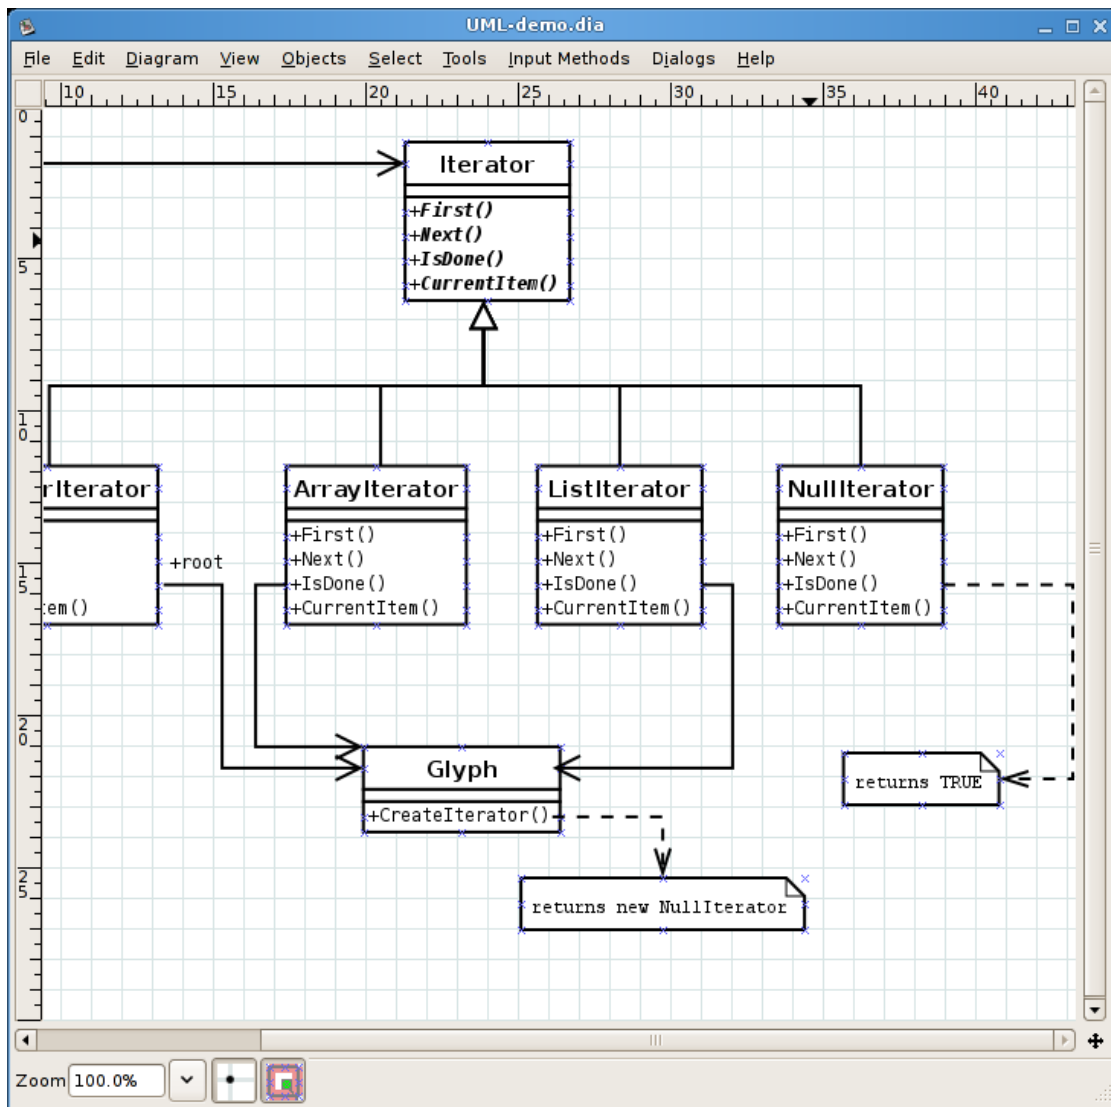 UML-demo.dia
File Edit Diagram View Objects Select Tools Input Methods Dialogs Help
10 15 20 25 30 35 40
0
5
10
15
20
25
Iterator
+First()
+Next()
+IsDone()
+CurrentItem()
rIterator
em()
+root
ArrayIterator
+First()
+Next()
+IsDone()
+CurrentItem()
ListIterator
+First()
+Next()
+IsDone()
+CurrentItem()
NullIterator
+First()
+Next()
+IsDone()
+CurrentItem()
Glyph
+CreateIterator()
returns TRUE
returns new NullIterator
Zoom 100.0%